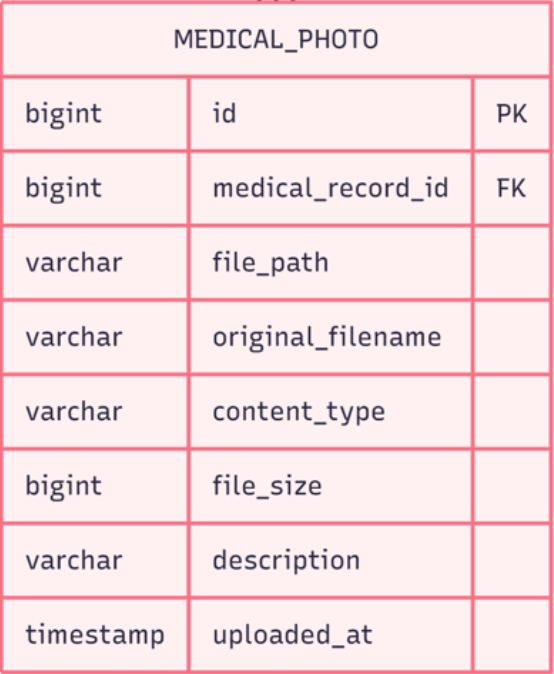 MEDICAL_PHOTO
bigint id PK
bigint medical_record_id FK
varchar file_path
varchar original_filename
varchar content_type
bigint file_size
varchar description
timestamp uploaded_at